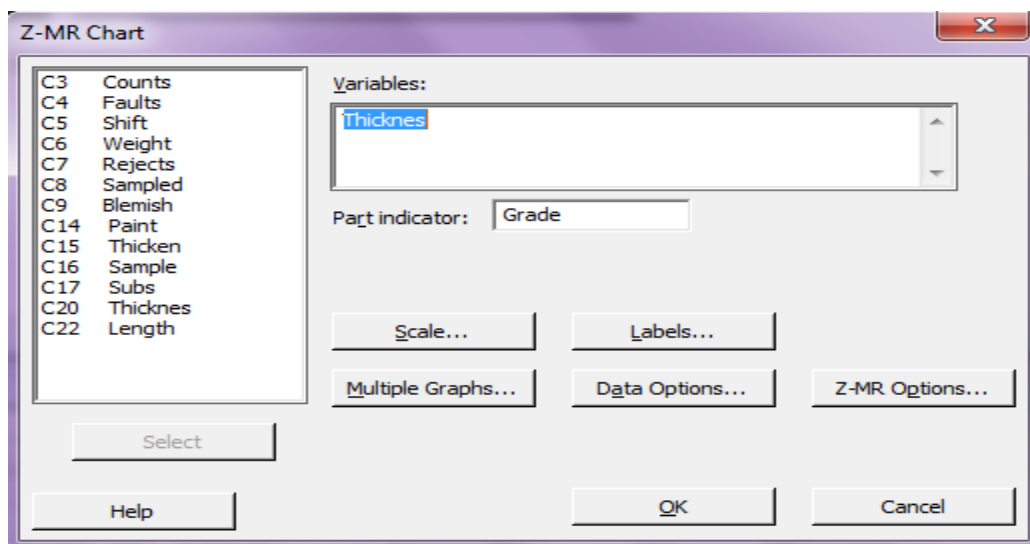 Z-MR Chart
C3 Counts
C4 Faults
C5 Shift
C6 Weight
C7 Rejects
C8 Sampled
C9 Blemish
C14 Paint
C15 Thicken
C16 Sample
C17 Subs
C20 Thicknes
C22 Length
Select
Help
Variables:
Thicknes
Part indicator: Grade
Scale... Labels...
Multiple Graphs... Data Options... Z-MR Options...
OK Cancel